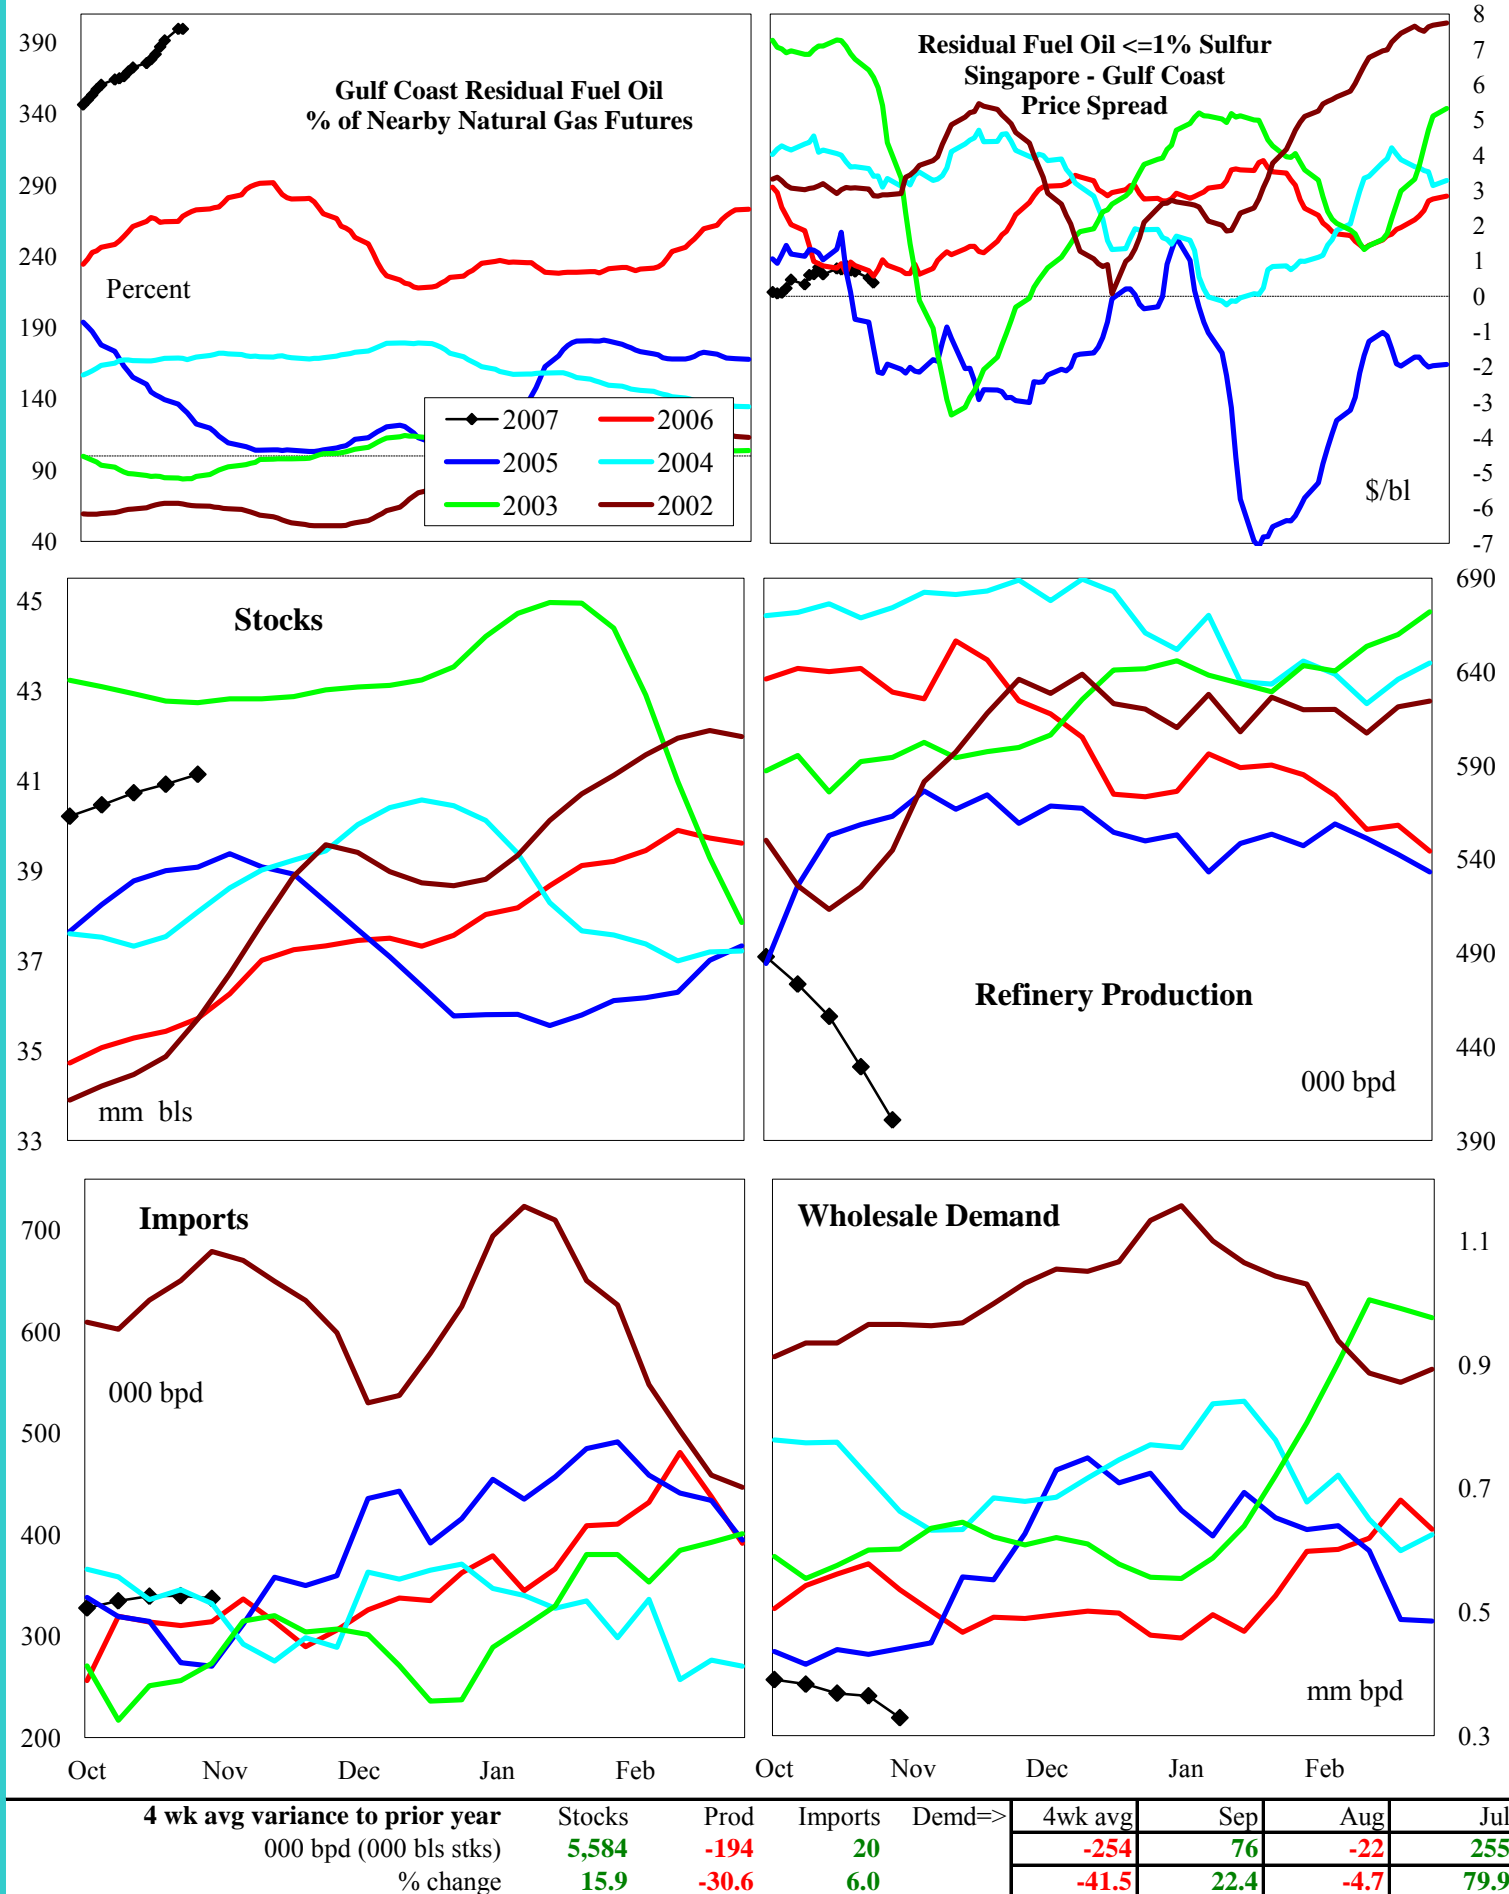 390
340
290
240
190
140
90
40
Gulf Coast Residual Fuel Oil
% of Nearby Natural Gas Futures
Percent
2007 2006
2005 2004
2003 2002
Residual Fuel Oil <=1% Sulfur
Singapore - Gulf Coast
Price Spread
$/bl
8
7
6
5
4
3
2
1
0
-1
-2
-3
-4
-5
-6
-7
45
43
41
39
37
35
33
Stocks
mm bls
Refinery Production
000 bpd
690
640
590
540
490
440
390
700
600
500
400
300
200
Imports
000 bpd
Oct Nov Dec Jan Feb
Wholesale Demand
mm bpd
1.1
0.9
0.7
0.5
0.3
Oct Nov Dec Jan Feb
4 wk avg variance to prior year Stocks Prod Imports Demd=> 4wk avg Sep Aug Jul
000 bpd (000 bls stks) 5,584 -194 20 -254 76 -22 255
% change 15.9 -30.6 6.0 -41.5 22.4 -4.7 79.9